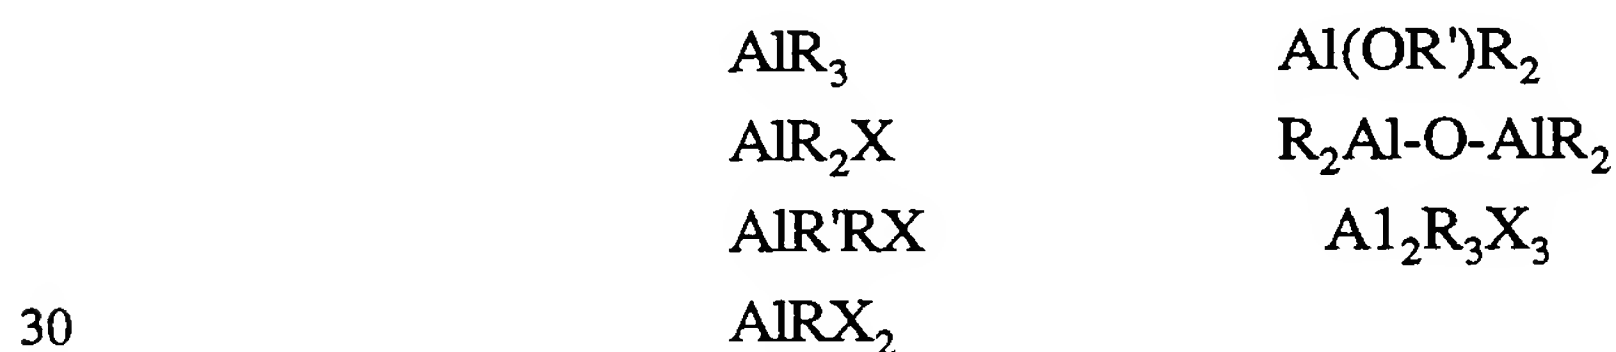 AlR₃ Al(OR')R₂
AlR₂X R₂Al-O-AlR₂
AlR'RX A1₂R₃X₃
30 AlRX₂